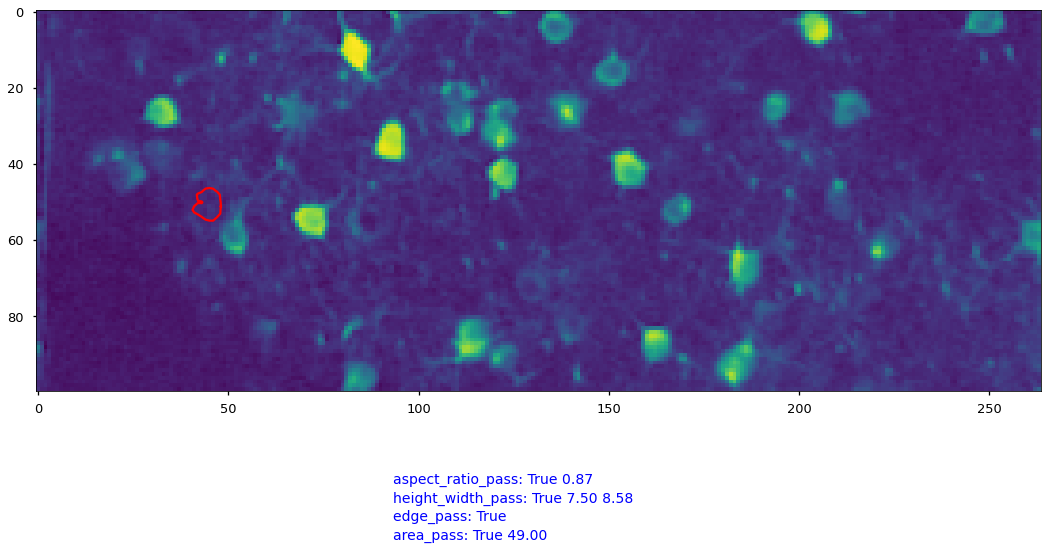 0
20
40
60
80
0 50 100 150 200 250
aspect_ratio_pass: True 0.87
height_width_pass: True 7.50 8.58
edge_pass: True
area_pass: True 49.00